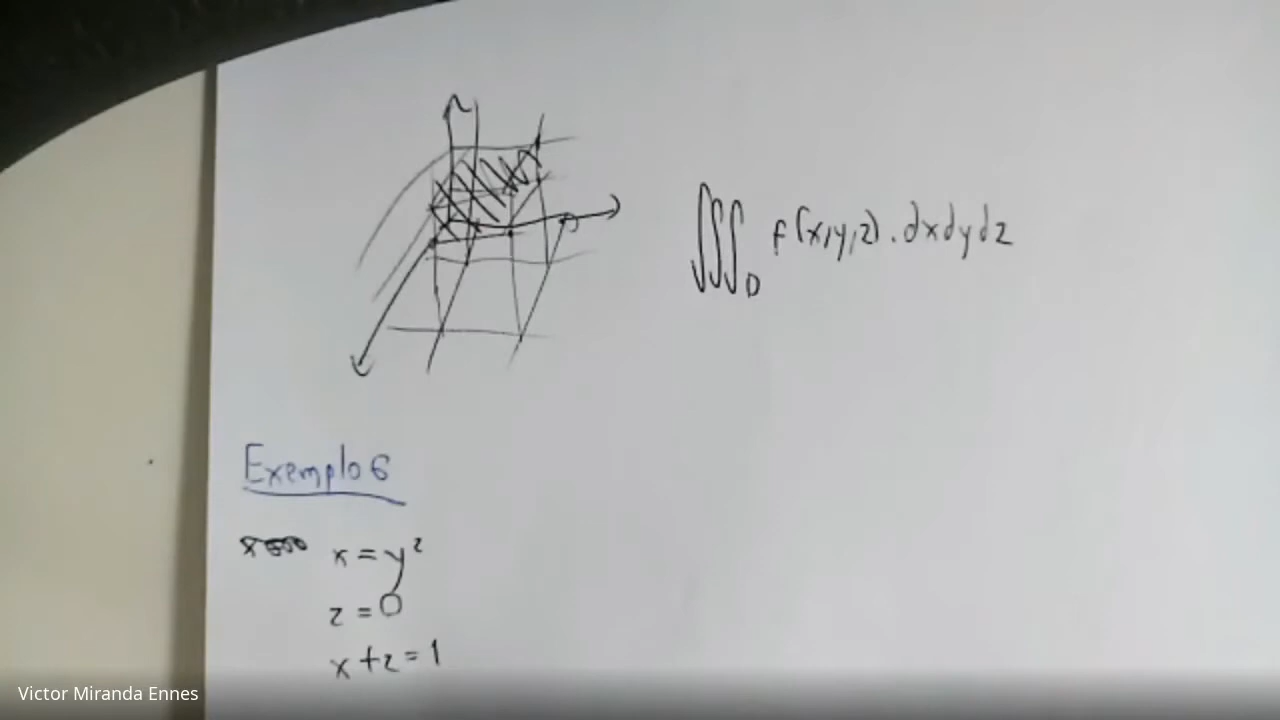 ∭_D f(x,y,z).dxdydz
Exemplo 6
x = y²
z = 0
x + z = 1
Victor Miranda Ennes